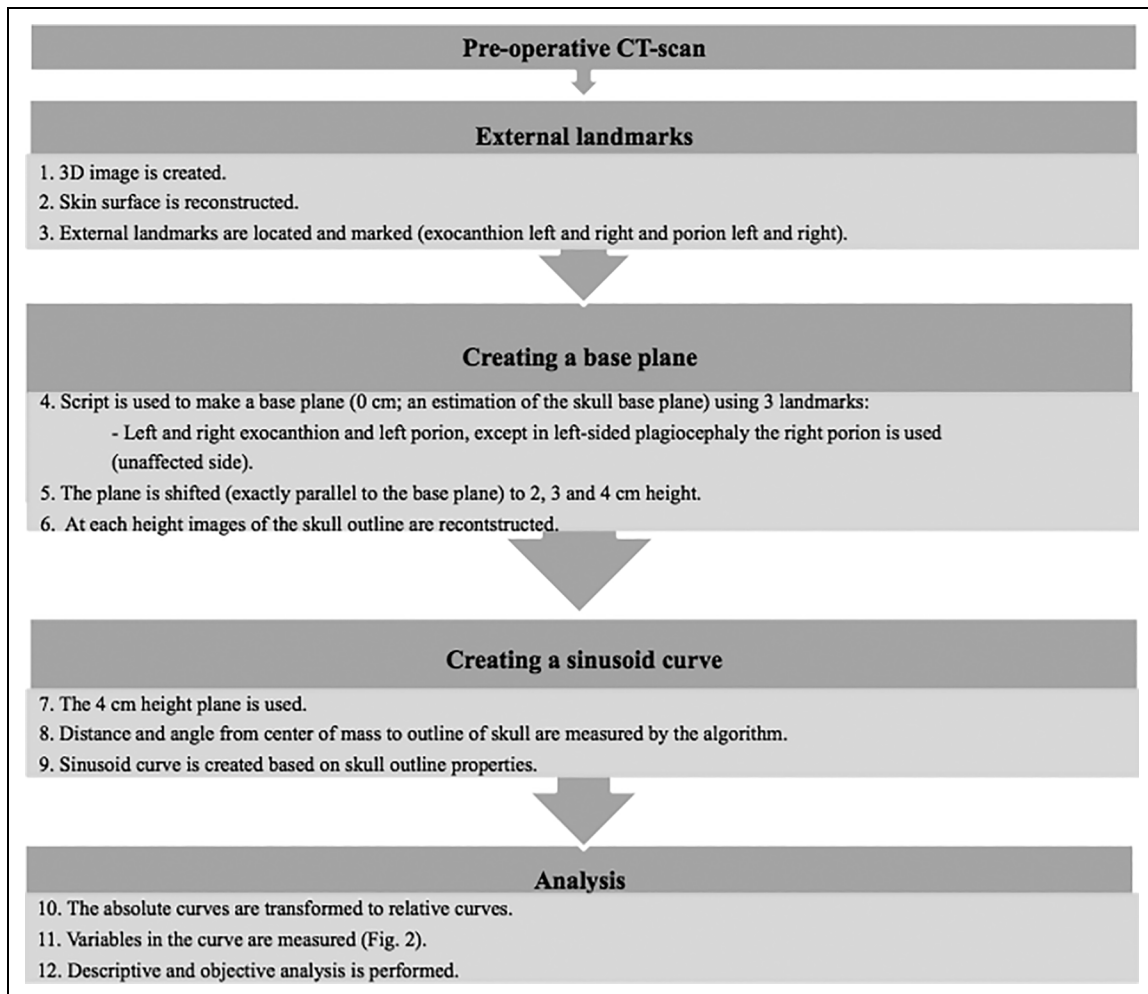 Pre-operative CT-scan
External landmarks
1. 3D image is created.
2. Skin surface is reconstructed.
3. External landmarks are located and marked (exocanthion left and right and porion left and right).
Creating a base plane
4. Script is used to make a base plane (0 cm; an estimation of the skull base plane) using 3 landmarks:
- Left and right exocanthion and left porion, except in left-sided plagiocephaly the right porion is used
(unaffected side).
5. The plane is shifted (exactly parallel to the base plane) to 2, 3 and 4 cm height.
6. At each height images of the skull outline are recontstructed.
Creating a sinusoid curve
7. The 4 cm height plane is used.
8. Distance and angle from center of mass to outline of skull are measured by the algorithm.
9. Sinusoid curve is created based on skull outline properties.
Analysis
10. The absolute curves are transformed to relative curves.
11. Variables in the curve are measured (Fig. 2).
12. Descriptive and objective analysis is performed.